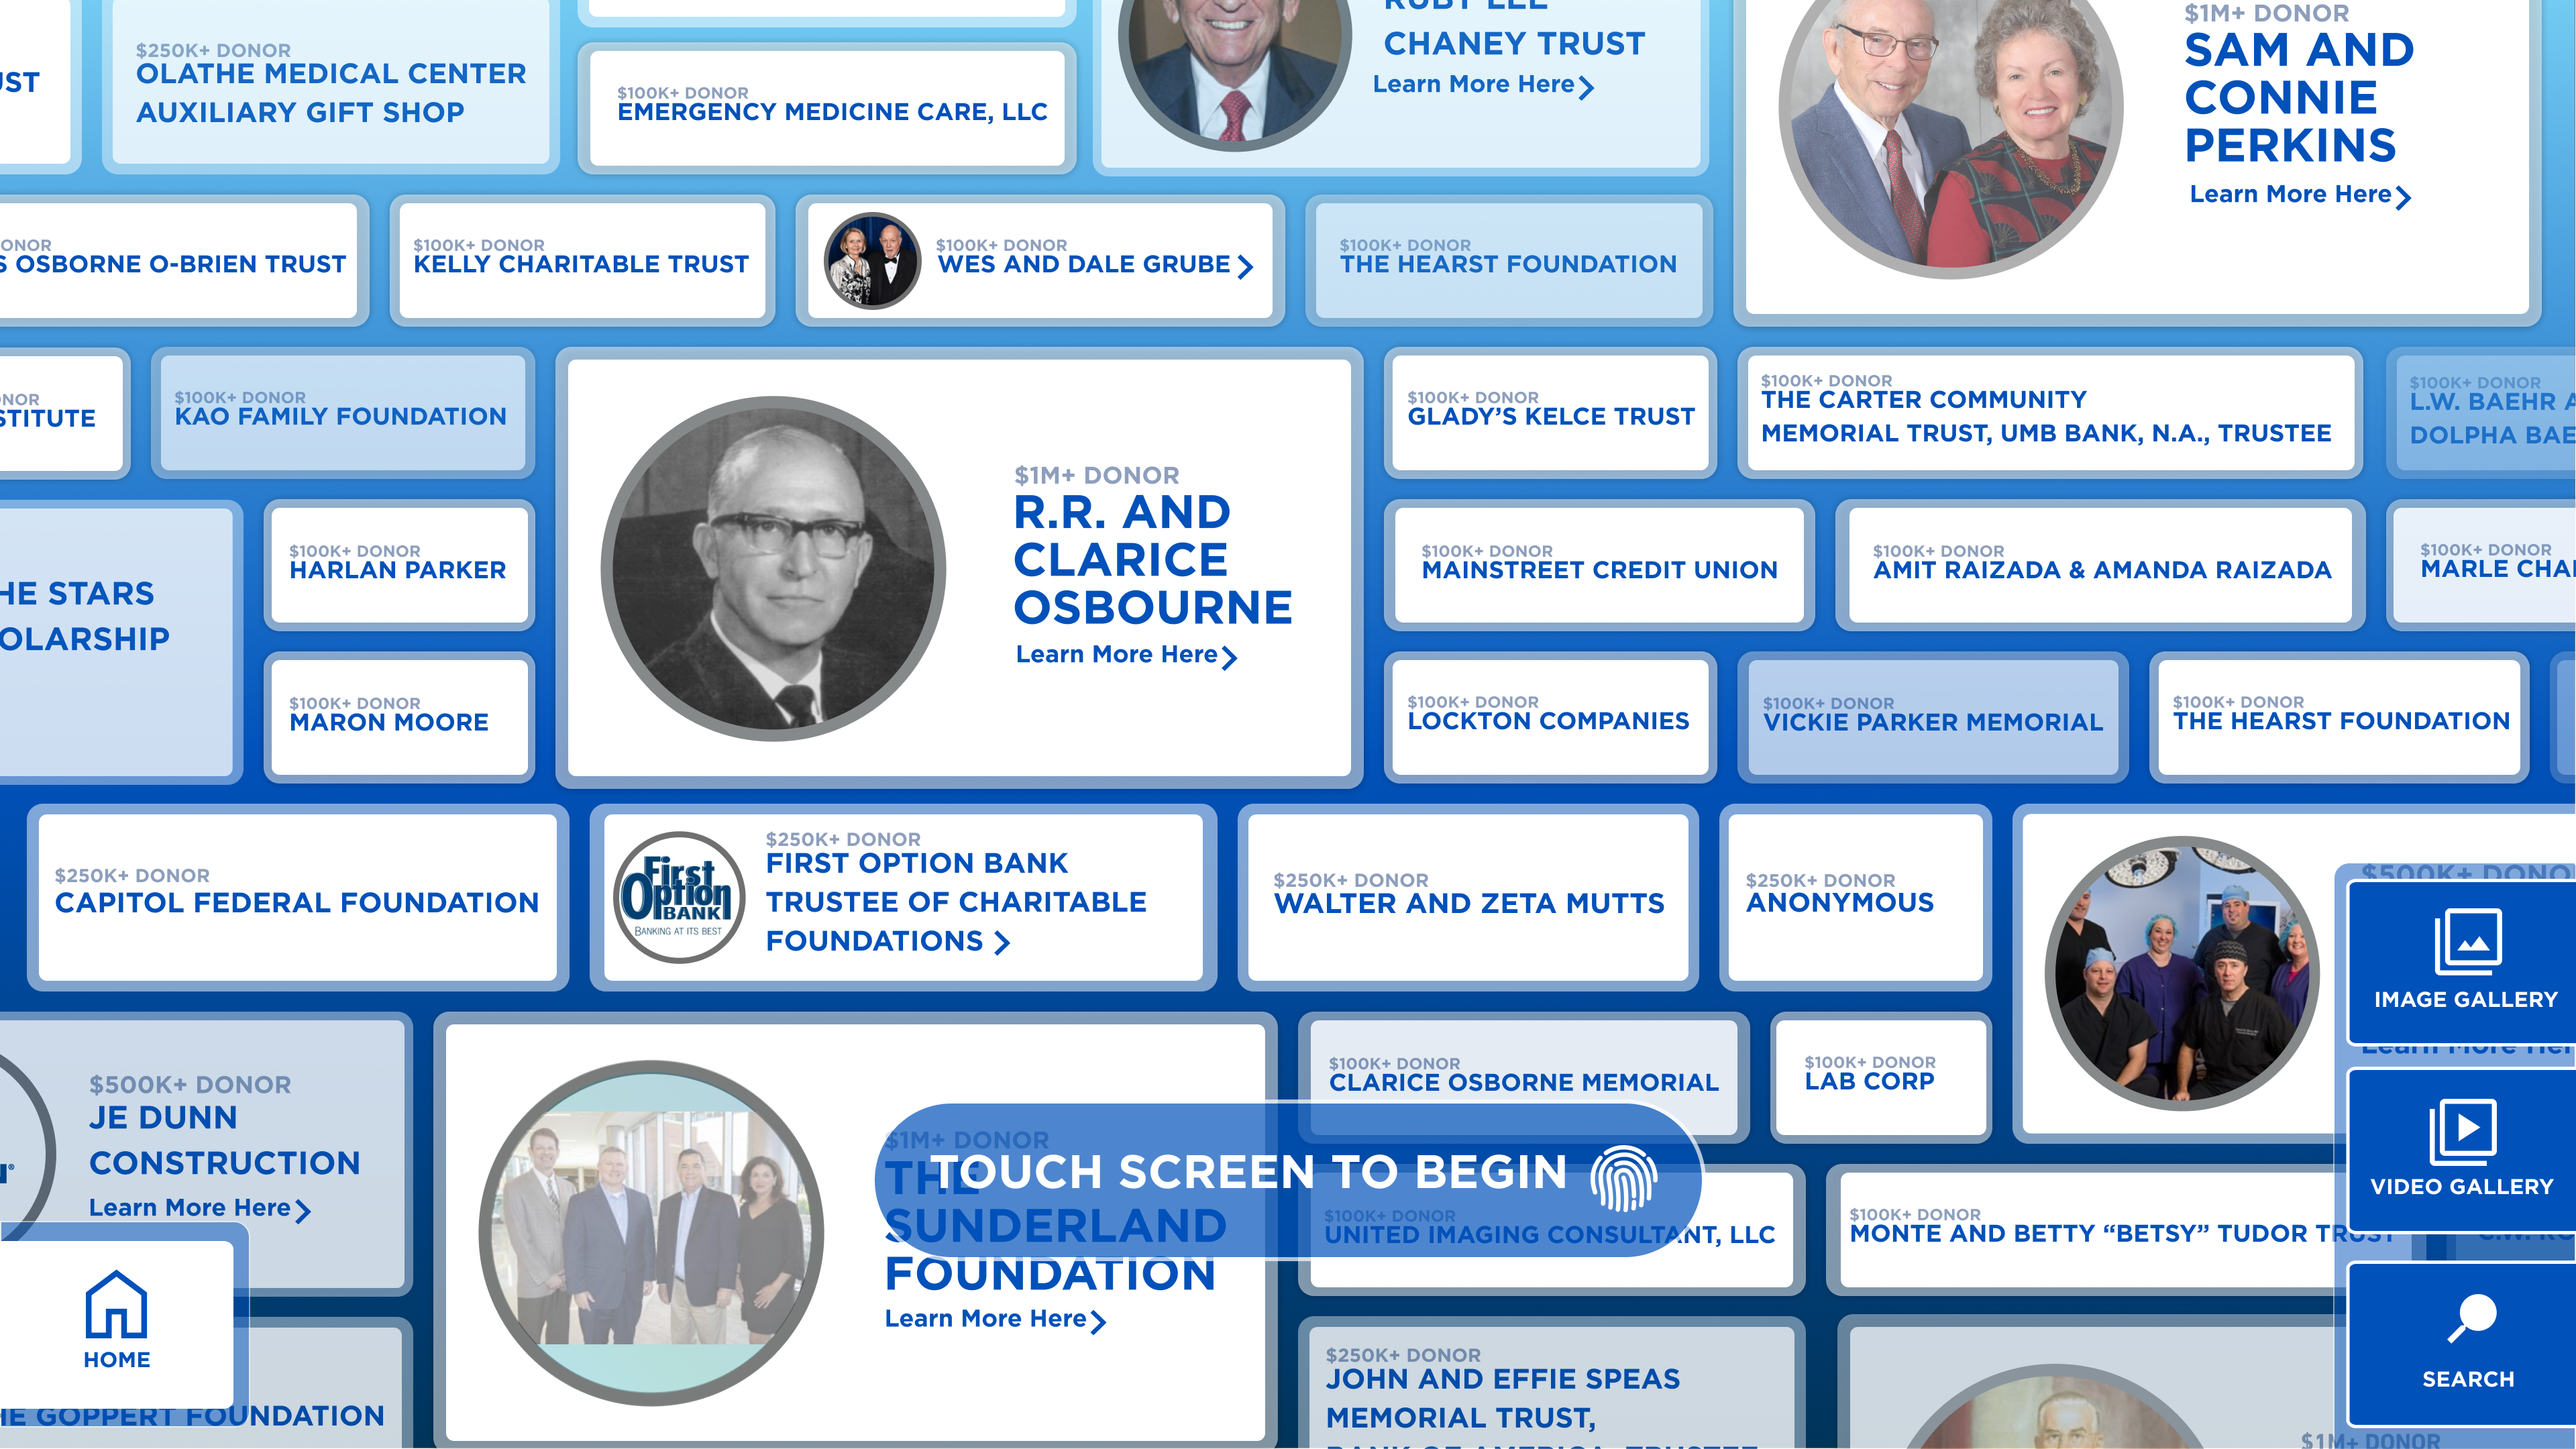 $250K+ DONOR
OLATHE MEDICAL CENTER
AUXILIARY GIFT SHOP
$100K+ DONOR
EMERGENCY MEDICINE CARE, LLC
RUBY LEE
CHANEY TRUST
Learn More Here
$1M+ DONOR
SAM AND
CONNIE
PERKINS
Learn More Here
S OSBORNE O-BRIEN TRUST
$100K+ DONOR
KELLY CHARITABLE TRUST
$100K+ DONOR
WES AND DALE GRUBE
$100K+ DONOR
THE HEARST FOUNDATION
STITUTE
$100K+ DONOR
KAO FAMILY FOUNDATION
$1M+ DONOR
R.R. AND
CLARICE
OSBOURNE
Learn More Here
$100K+ DONOR
GLADY'S KELCE TRUST
$100K+ DONOR
THE CARTER COMMUNITY
MEMORIAL TRUST, UMB BANK, N.A., TRUSTEE
$100K+ DONOR
L.W. BAEHR A
DOLPHA BAE
HE STARS
OLARSHIP
$100K+ DONOR
HARLAN PARKER
$100K+ DONOR
MARON MOORE
$100K+ DONOR
MAINSTREET CREDIT UNION
$100K+ DONOR
AMIT RAIZADA & AMANDA RAIZADA
$100K+ DONOR
MARLE CHA
$100K+ DONOR
LOCKTON COMPANIES
$100K+ DONOR
VICKIE PARKER MEMORIAL
$100K+ DONOR
THE HEARST FOUNDATION
$250K+ DONOR
CAPITOL FEDERAL FOUNDATION
First
Option
BANK
BANKING AT ITS BEST
$250K+ DONOR
FIRST OPTION BANK
TRUSTEE OF CHARITABLE
FOUNDATIONS
$250K+ DONOR
WALTER AND ZETA MUTTS
$250K+ DONOR
ANONYMOUS
$500K+ DONO
IMAGE GALLERY
$500K+ DONOR
JE DUNN
CONSTRUCTION
Learn More Here
$1M+ DONOR
THE
SUNDERLAND
FOUNDATION
Learn More Here
TOUCH SCREEN TO BEGIN
$100K+ DONOR
CLARICE OSBORNE MEMORIAL
$100K+ DONOR
LAB CORP
$100K+ DONOR
UNITED IMAGING CONSULTANT, LLC
$100K+ DONOR
MONTE AND BETTY “BETSY” TUDOR TRUST
VIDEO GALLERY
HOME
HE GOPPERT FOUNDATION
$250K+ DONOR
JOHN AND EFFIE SPEAS
MEMORIAL TRUST,
BANK OF AMERICA, TRUSTEE
$1M+ DONOR
SEARCH